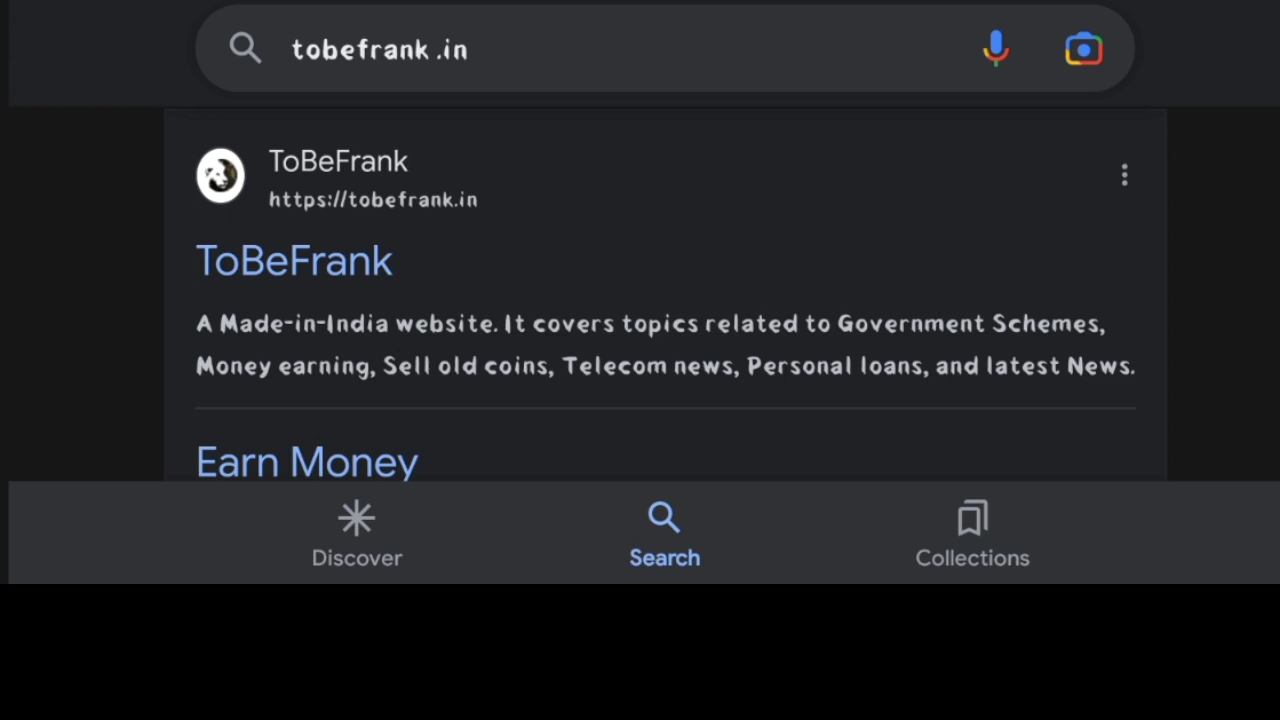 tobefrank .in
ToBeFrank
https://tobefrank.in
ToBeFrank
A Made-in-India website. It covers topics related to Government Schemes,
Money earning, Sell old coins, Telecom news, Personal loans, and latest News.
Earn Money
Discover
Search
Collections